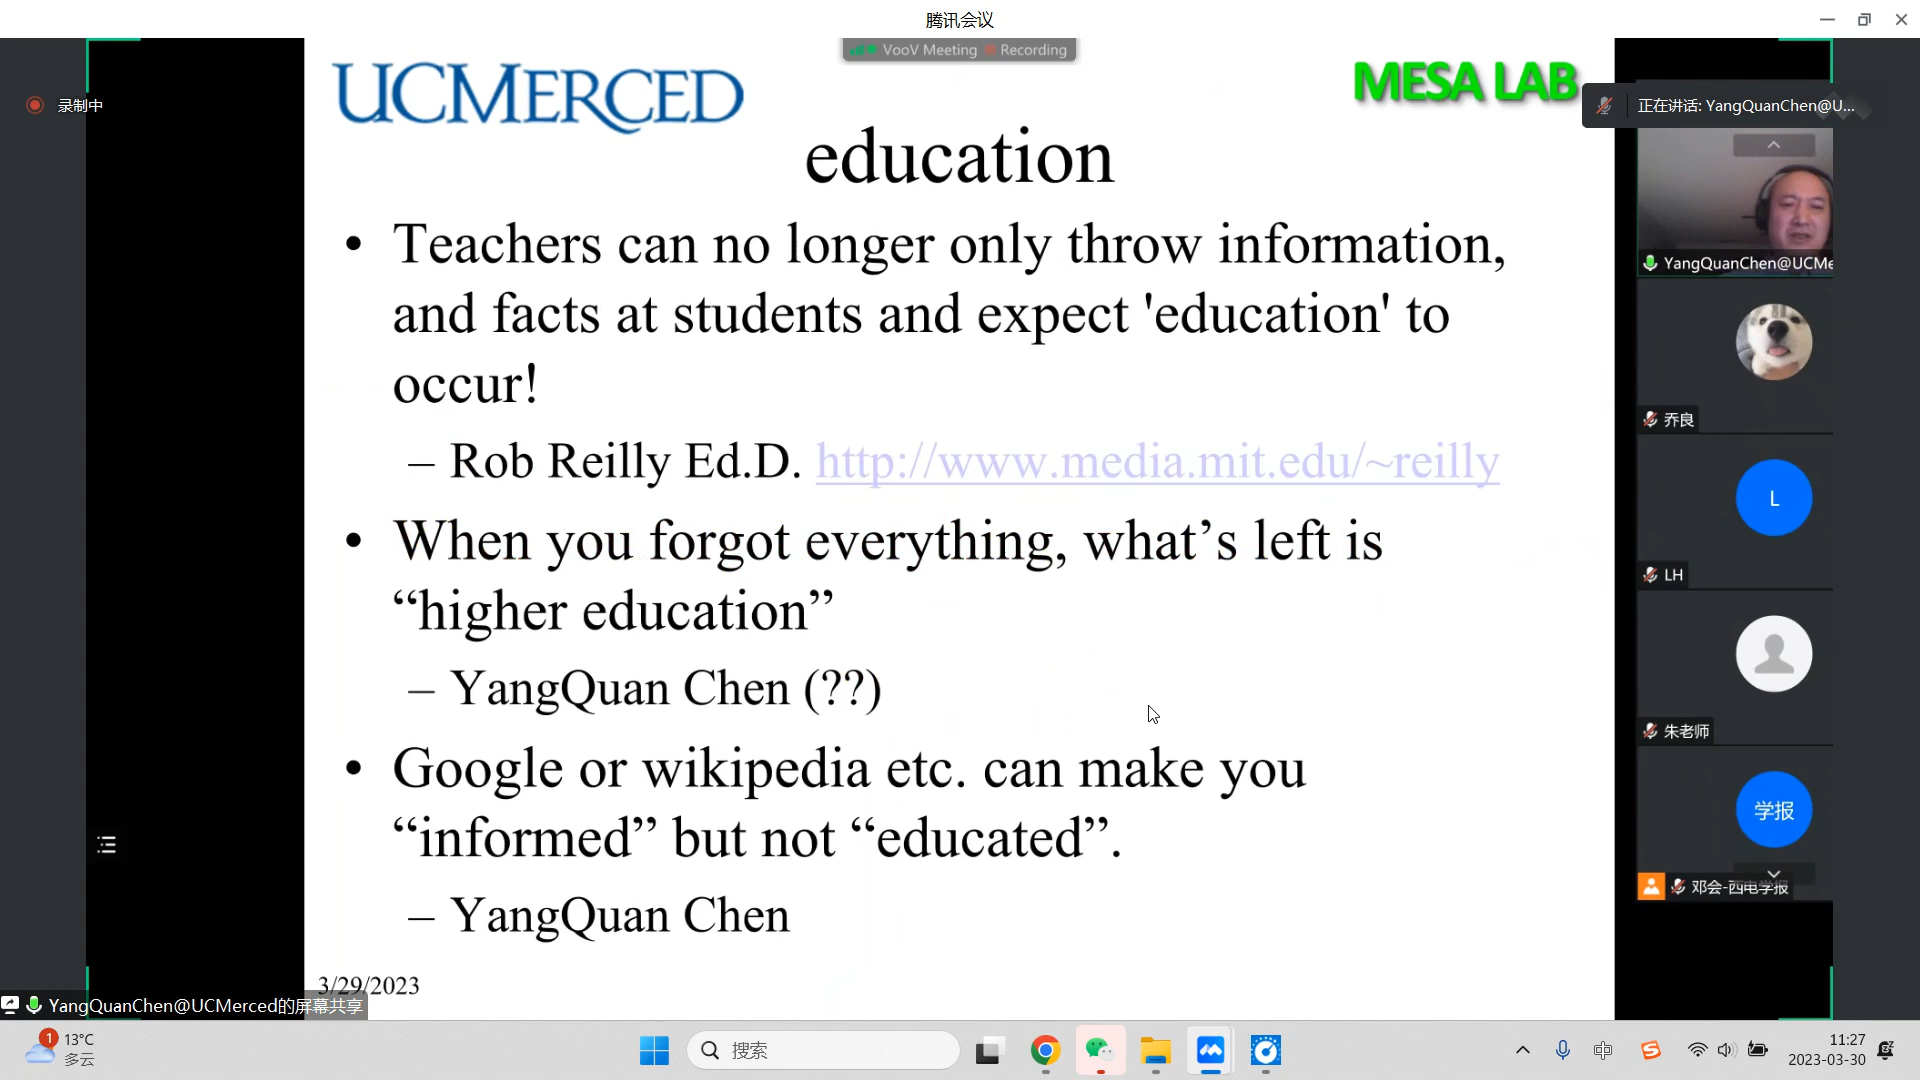 腾讯会议
VooV Meeting Recording
UCMERCED
MESA LAB
录制中
正在讲话: YangQuanChen@U...
education
• Teachers can no longer only throw information,
and facts at students and expect 'education' to
occur!
– Rob Reilly Ed.D. http://www.media.mit.edu/~reilly
• When you forgot everything, what’s left is
“higher education”
– YangQuan Chen (??)
• Google or wikipedia etc. can make you
“informed” but not “educated”.
– YangQuan Chen
3/29/2023
YangQuanChen@UCMerced的屏幕共享
YangQuanChen@UCMe
乔良
L
LH
朱老师
学报
邓会-西电学报
1
13°C
多云
搜索
中
11:27
2023-03-30